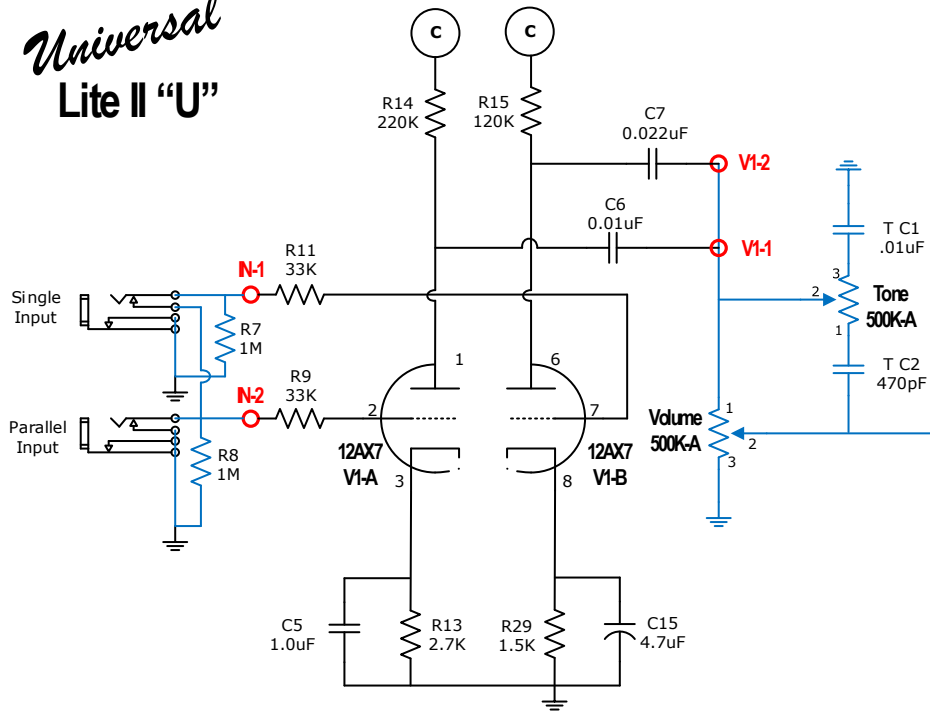 Universal
Lite II “U”
C
C
R14
220K
R15
120K
C7
0.022uF
V1-2
C6
0.01uF
V1-1
T C1
.01uF
3
2
Tone
500K-A
1
T C2
470pF
R11
33K
IN-1
Single
Input
R7
1M
R9
33K
IN-2
Parallel
Input
R8
1M
1
6
2
7
12AX7
V1-A
12AX7
V1-B
3
8
Volume
500K-A
1
2
3
C5
1.0uF
R13
2.7K
R29
1.5K
C15
4.7uF